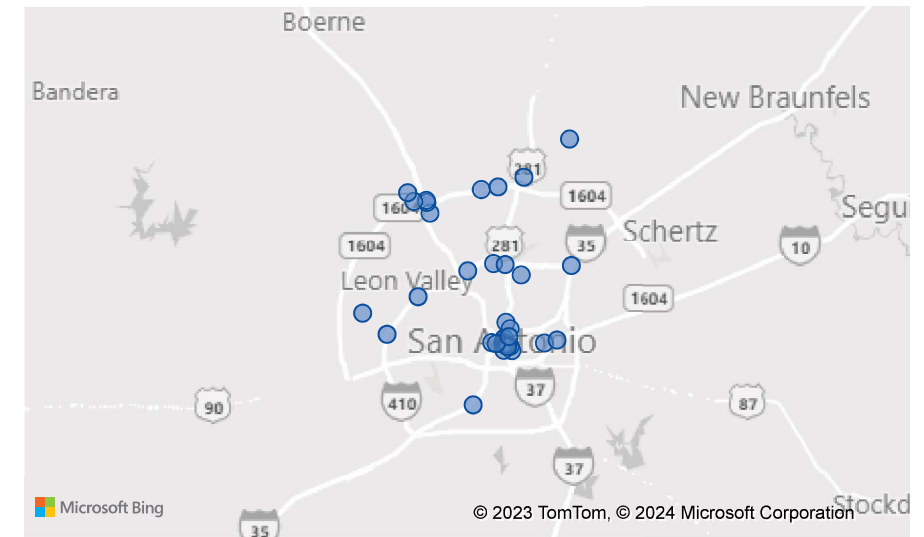 Boerne
Bandera
New Braunfels
281
1604
1604
Segui
Schertz
1604
281
35
10
Leon Valley
1604
San Antonio
37
90
410
87
37
Stockd
35
Microsoft Bing
© 2023 TomTom, © 2024 Microsoft Corporation